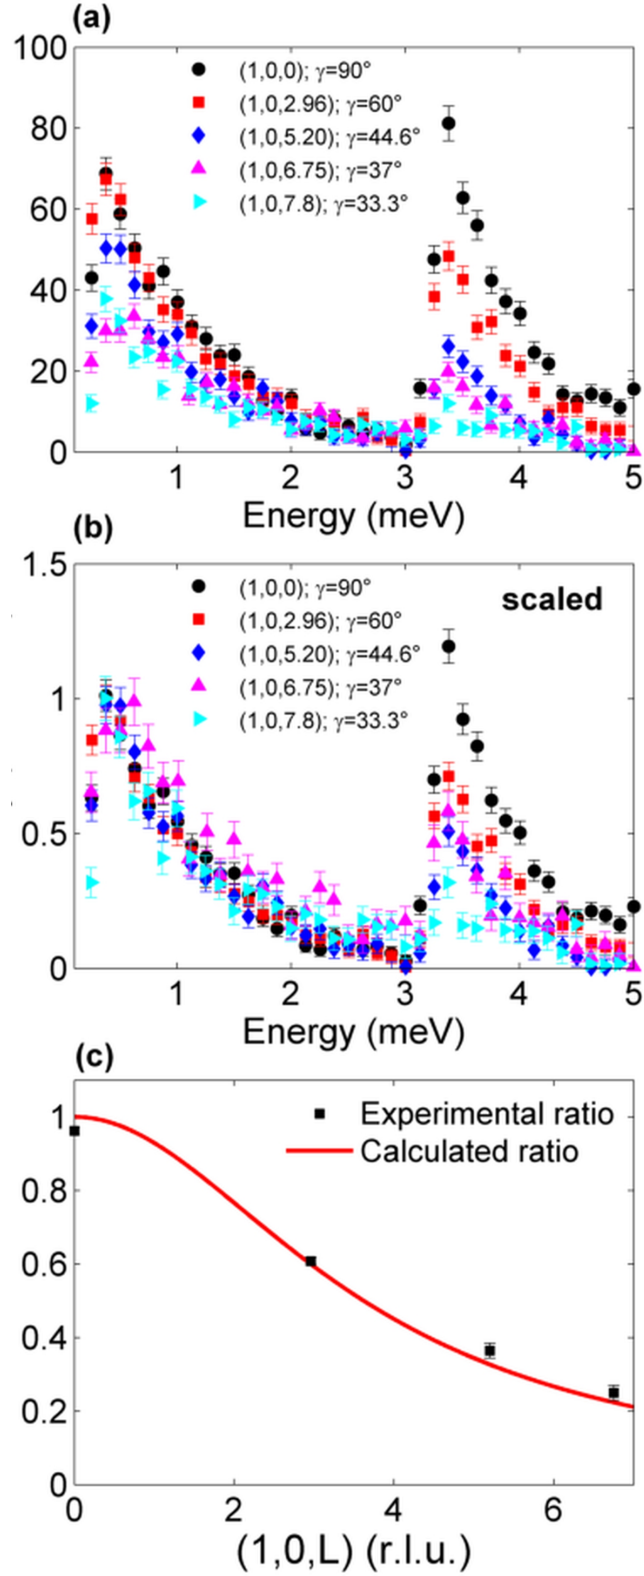 (a)
100
80
60
40
20
0
(1,0,0); γ=90°
(1,0,2.96); γ=60°
(1,0,5.20); γ=44.6°
(1,0,6.75); γ=37°
(1,0,7.8); γ=33.3°
1 2 3 4 5
Energy (meV)
(b)
1.5
1
0.5
0
(1,0,0); γ=90°
(1,0,2.96); γ=60°
(1,0,5.20); γ=44.6°
(1,0,6.75); γ=37°
(1,0,7.8); γ=33.3°
scaled
1 2 3 4 5
Energy (meV)
(c)
1
0.8
0.6
0.4
0.2
0
Experimental ratio
Calculated ratio
0 2 4 6
(1,0,L) (r.l.u.)